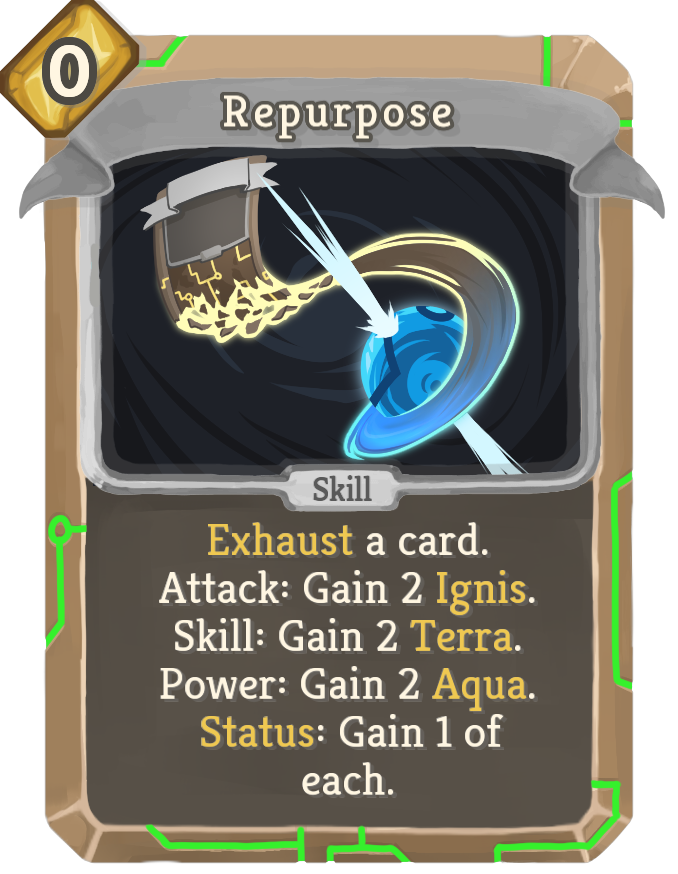 0
Repurpose
Skill
Exhaust a card.
Attack: Gain 2 Ignis.
Skill: Gain 2 Terra.
Power: Gain 2 Aqua.
Status: Gain 1 of
each.